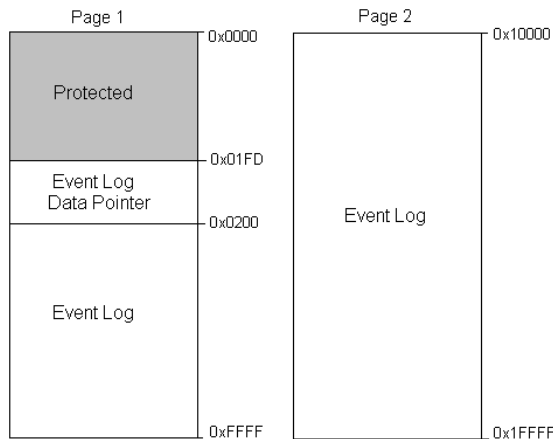 Page 1
0x0000
Protected
0x01FD
Event Log
Data Pointer
0x0200
Event Log
0xFFFF
Page 2
0x10000
Event Log
0x1FFFF